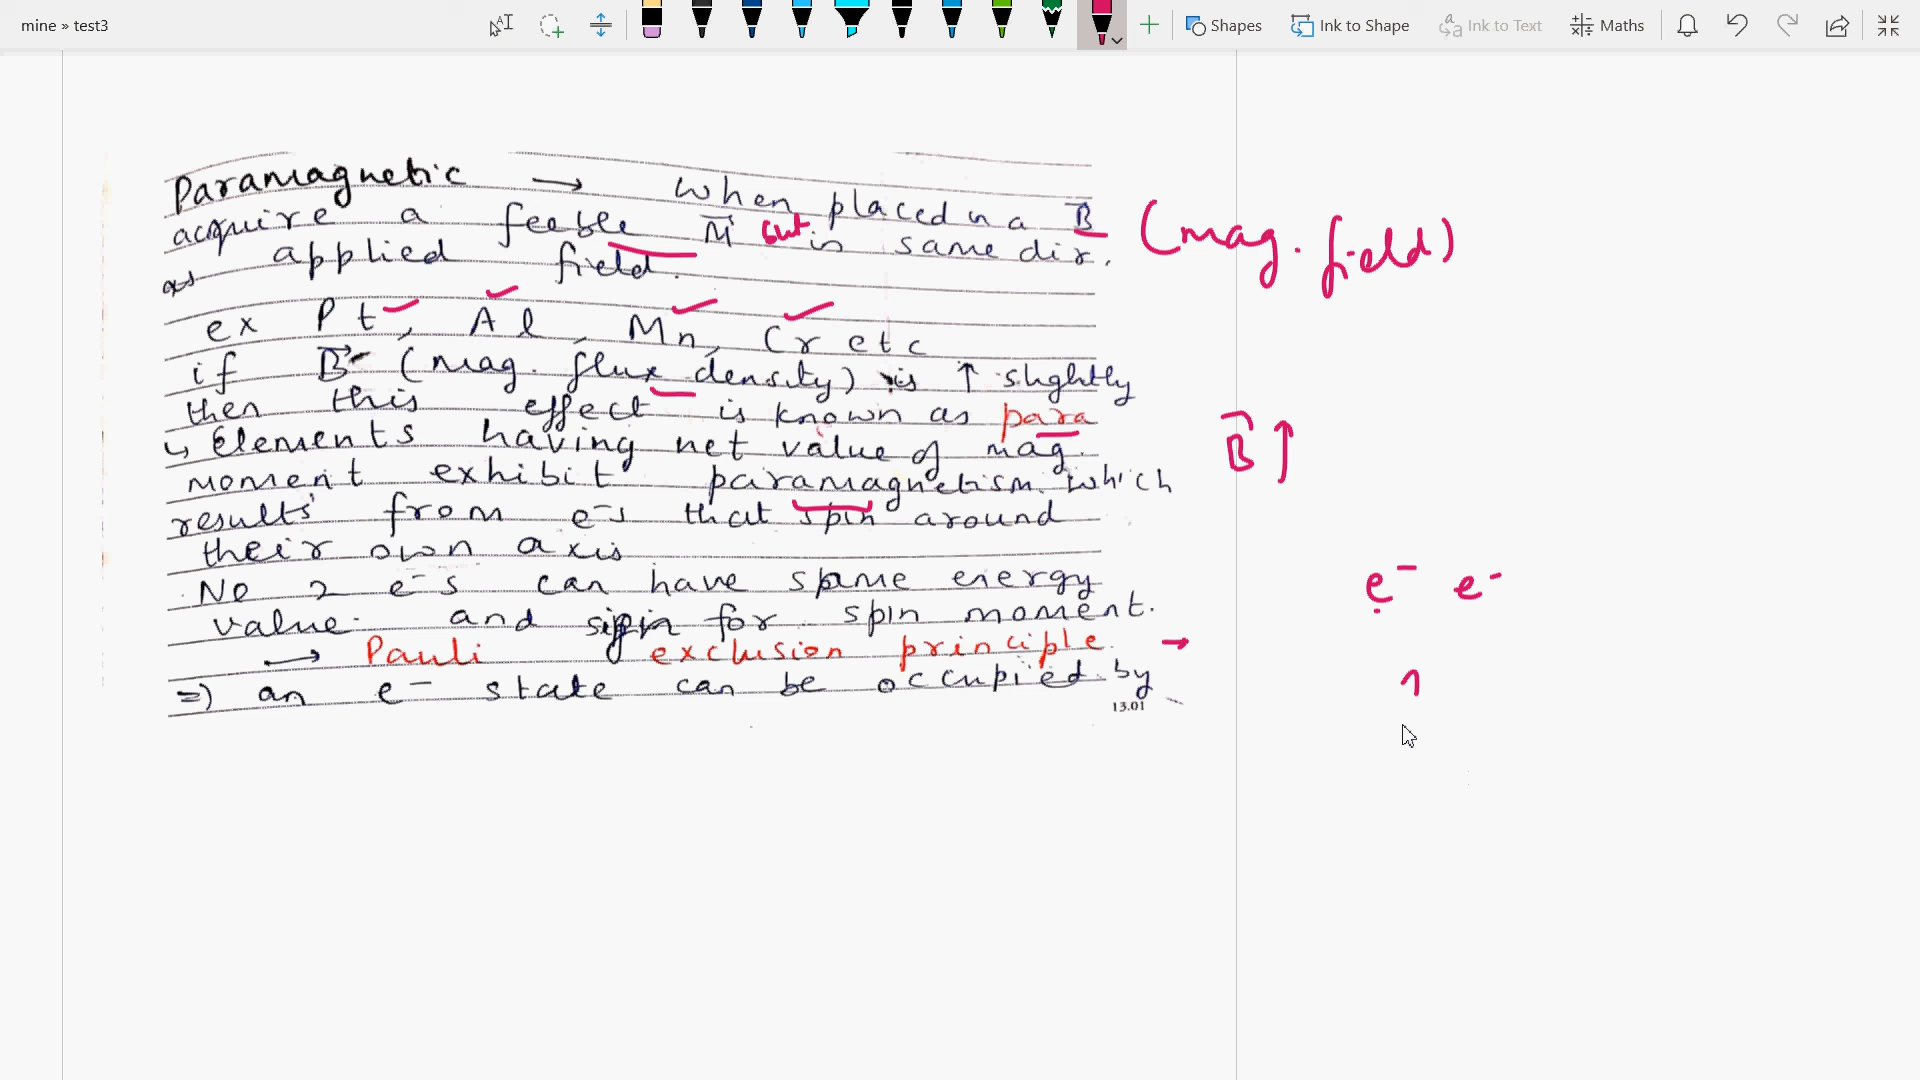 mine » test3
Shapes Ink to Shape Ink to Text Maths
Paramagnetic → when placed in a B (mag. field)
acquire a feeble M but in same dir.
as applied field.
ex Pt, Al, Mn, Cr etc
if B (mag. flux density) is ↑ slightly
then this effect is known as para
↳ Elements having net value of mag.
B ↑
moment exhibit paramagnetism which
results from e-s that spin around
their own axis
No 2 e-s can have same energy
e- e-
value and spin for spin moment.
→ Pauli exclusion principle. →
⇒) an e- state can be occupied by
1
13.01